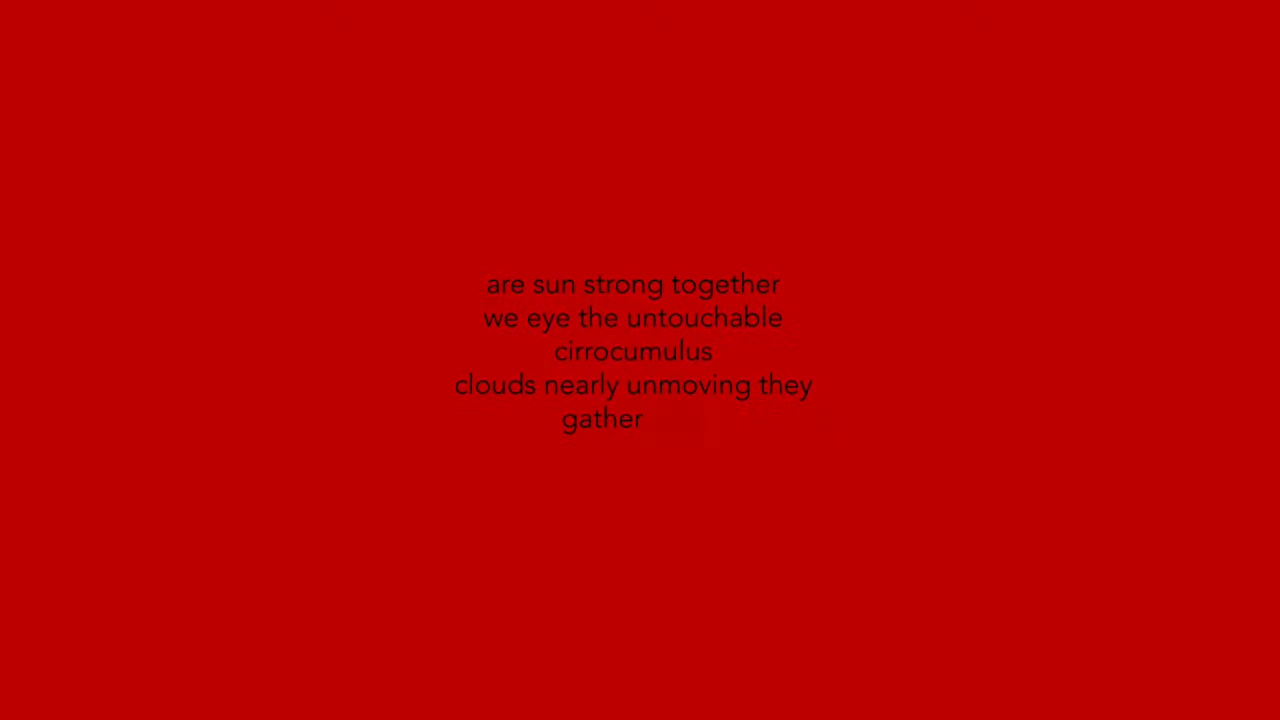 are sun strong together
we eye the untouchable
cirrocumulus
clouds nearly unmoving they
gather